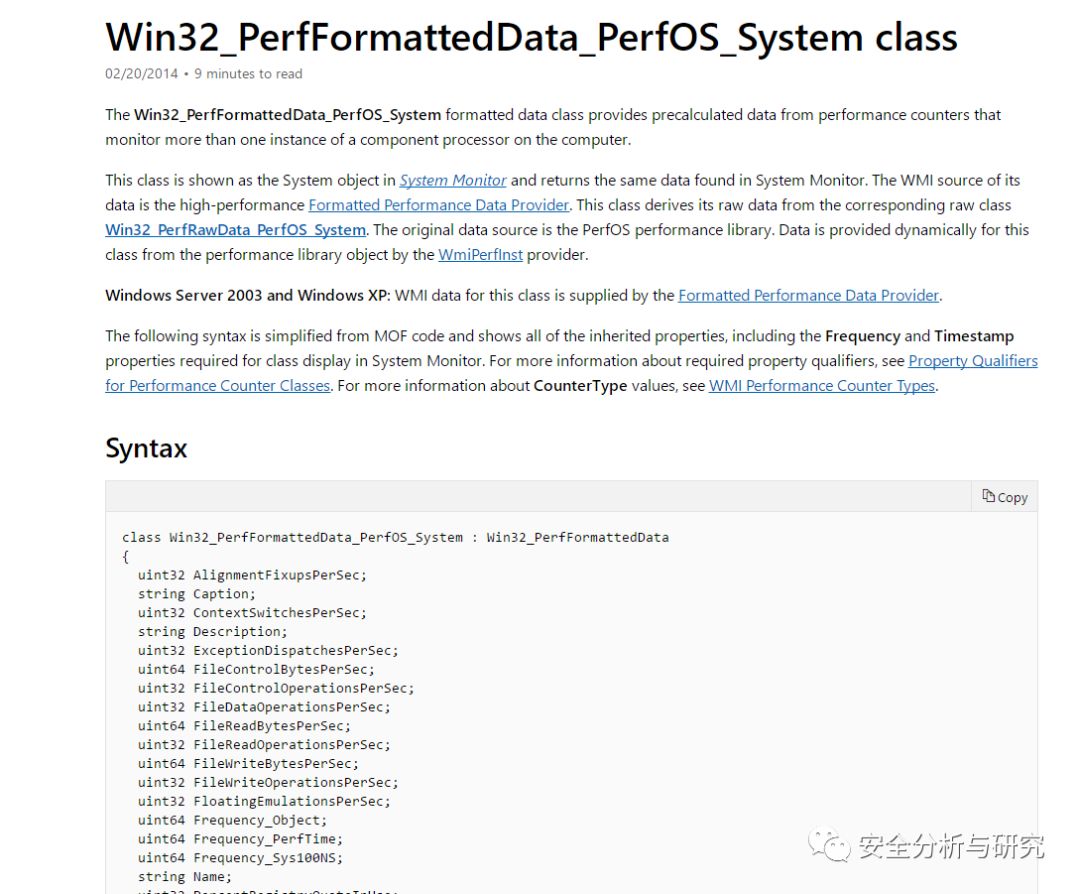 Win32_PerfFormattedData_PerfOS_System class
02/20/2014 • 9 minutes to read
The Win32_PerfFormattedData_PerfOS_System formatted data class provides precalculated data from performance counters that
monitor more than one instance of a component processor on the computer.
This class is shown as the System object in System Monitor and returns the same data found in System Monitor. The WMI source of its
data is the high-performance Formatted Performance Data Provider. This class derives its raw data from the corresponding raw class
Win32_PerfRawData_PerfOS_System. The original data source is the PerfOS performance library. Data is provided dynamically for this
class from the performance library object by the WmiPerfInst provider.
Windows Server 2003 and Windows XP: WMI data for this class is supplied by the Formatted Performance Data Provider.
The following syntax is simplified from MOF code and shows all of the inherited properties, including the Frequency and Timestamp
properties required for class display in System Monitor. For more information about required property qualifiers, see Property Qualifiers
for Performance Counter Classes. For more information about CounterType values, see WMI Performance Counter Types.
Syntax
Copy
class Win32_PerfFormattedData_PerfOS_System : Win32_PerfFormattedData
{
uint32 AlignmentFixupsPerSec;
string Caption;
uint32 ContextSwitchesPerSec;
string Description;
uint32 ExceptionDispatchesPerSec;
uint64 FileControlBytesPerSec;
uint32 FileControlOperationsPerSec;
uint32 FileDataOperationsPerSec;
uint64 FileReadBytesPerSec;
uint32 FileReadOperationsPerSec;
uint64 FileWriteBytesPerSec;
uint32 FileWriteOperationsPerSec;
uint32 FloatingEmulationsPerSec;
uint64 Frequency_Object;
uint64 Frequency_PerfTime;
uint64 Frequency_Sys100NS;
string Name;
安全分析与研究